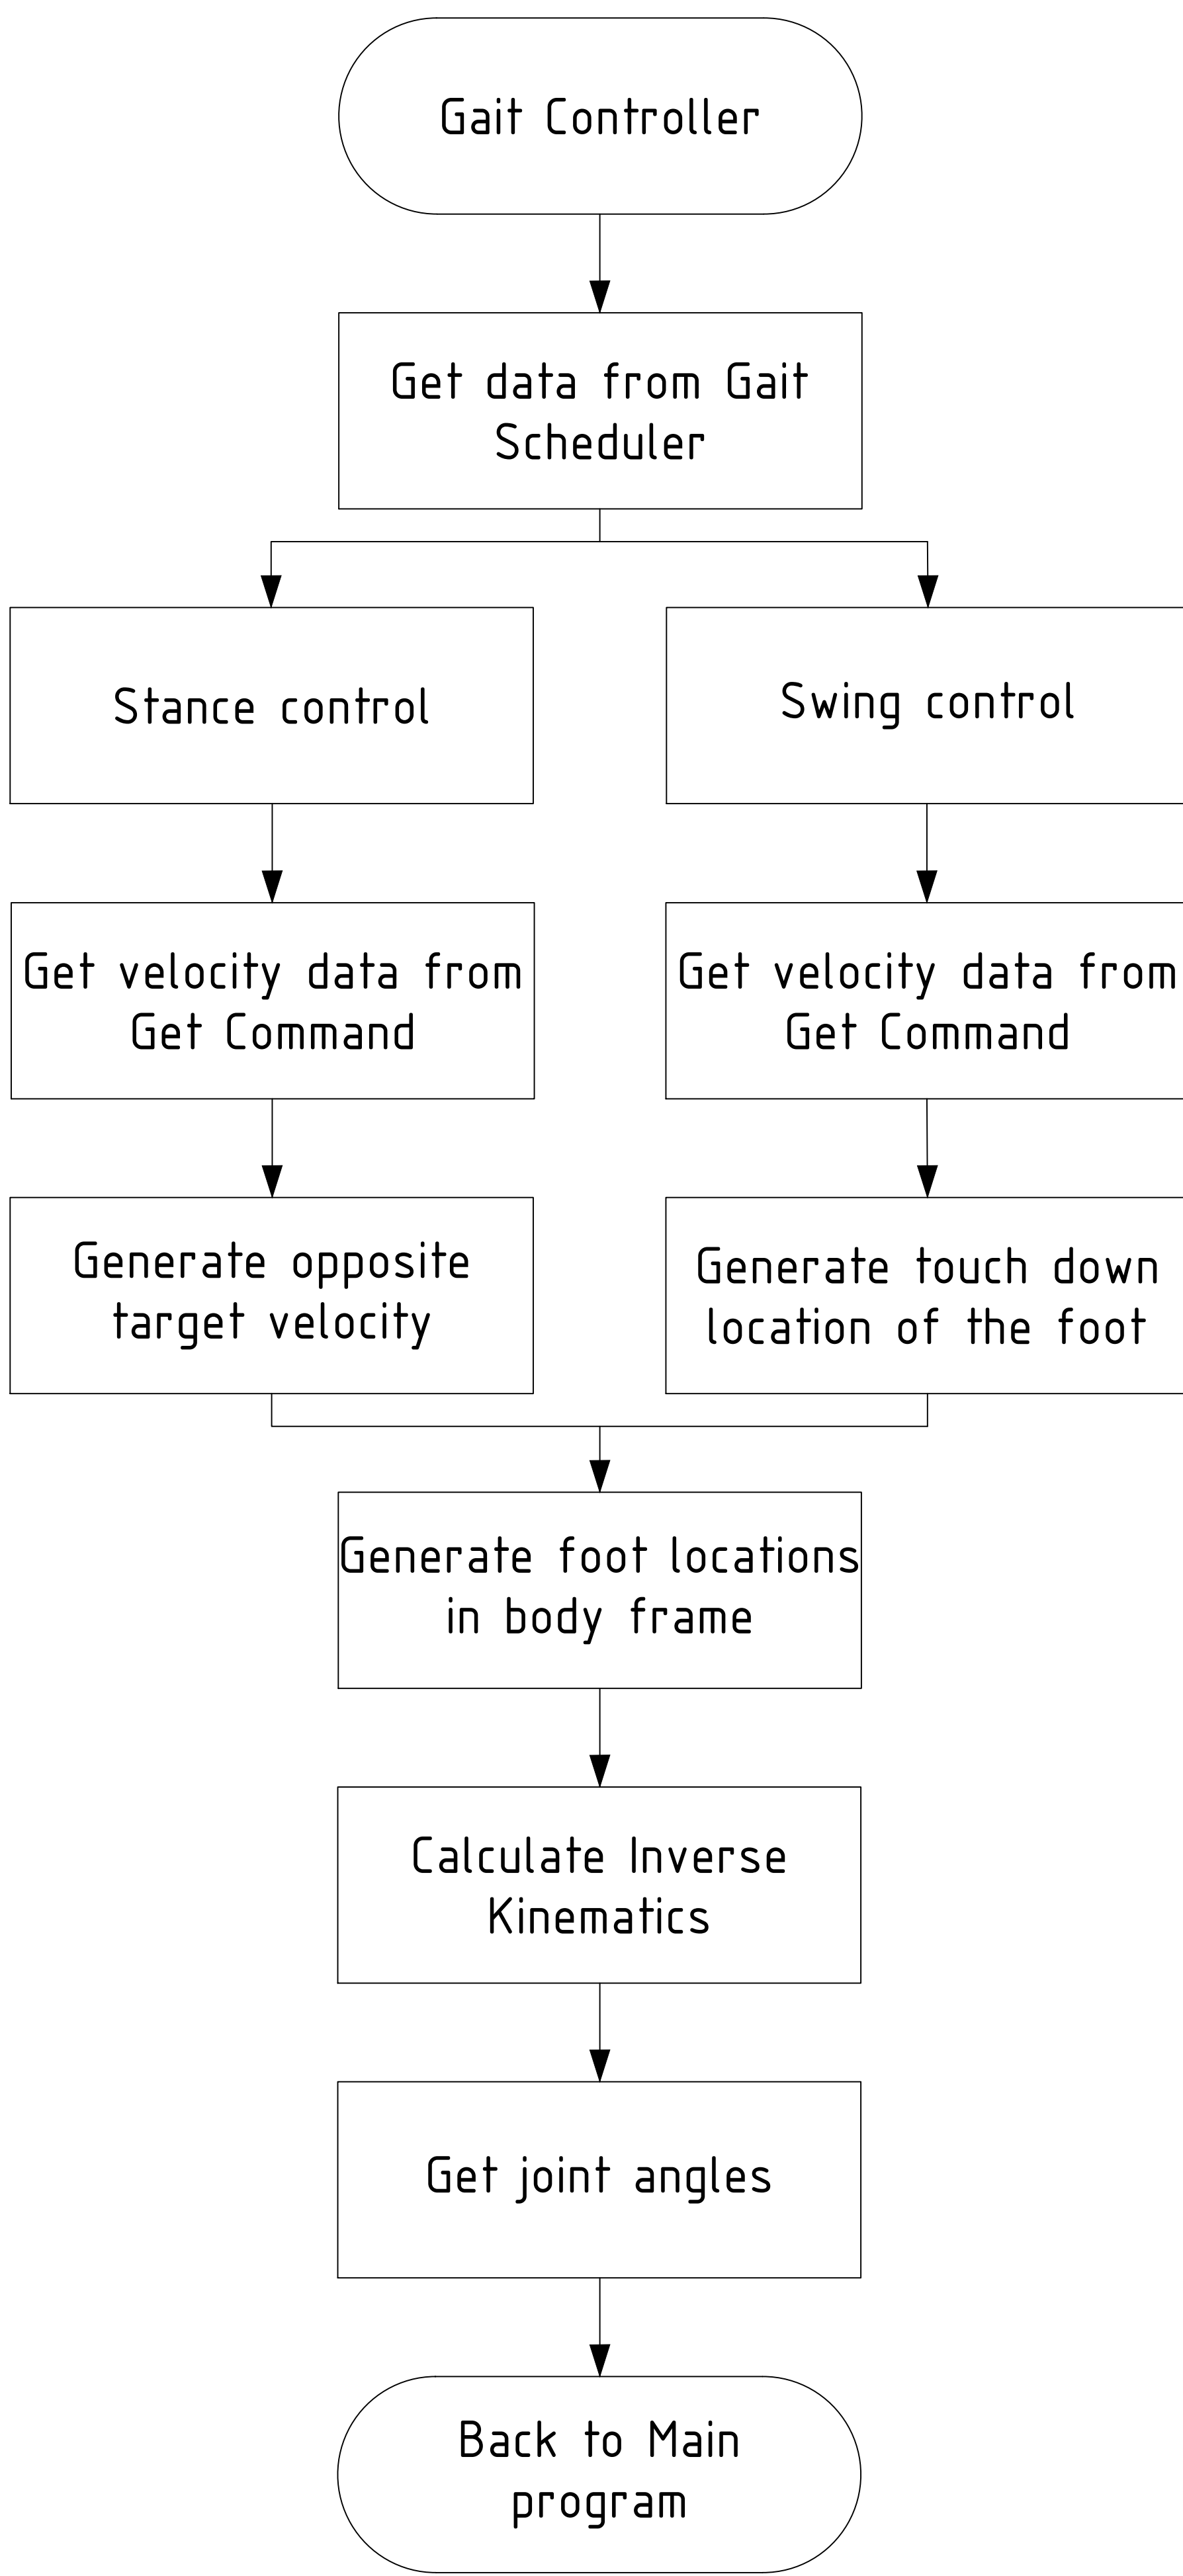 Gait Controller
Get data from Gait
Scheduler
Stance control
Swing control
Get velocity data from
Get Command
Get velocity data from
Get Command
Generate opposite
target velocity
Generate touch down
location of the foot
Generate foot locations
in body frame
Calculate Inverse
Kinematics
Get joint angles
Back to Main
program